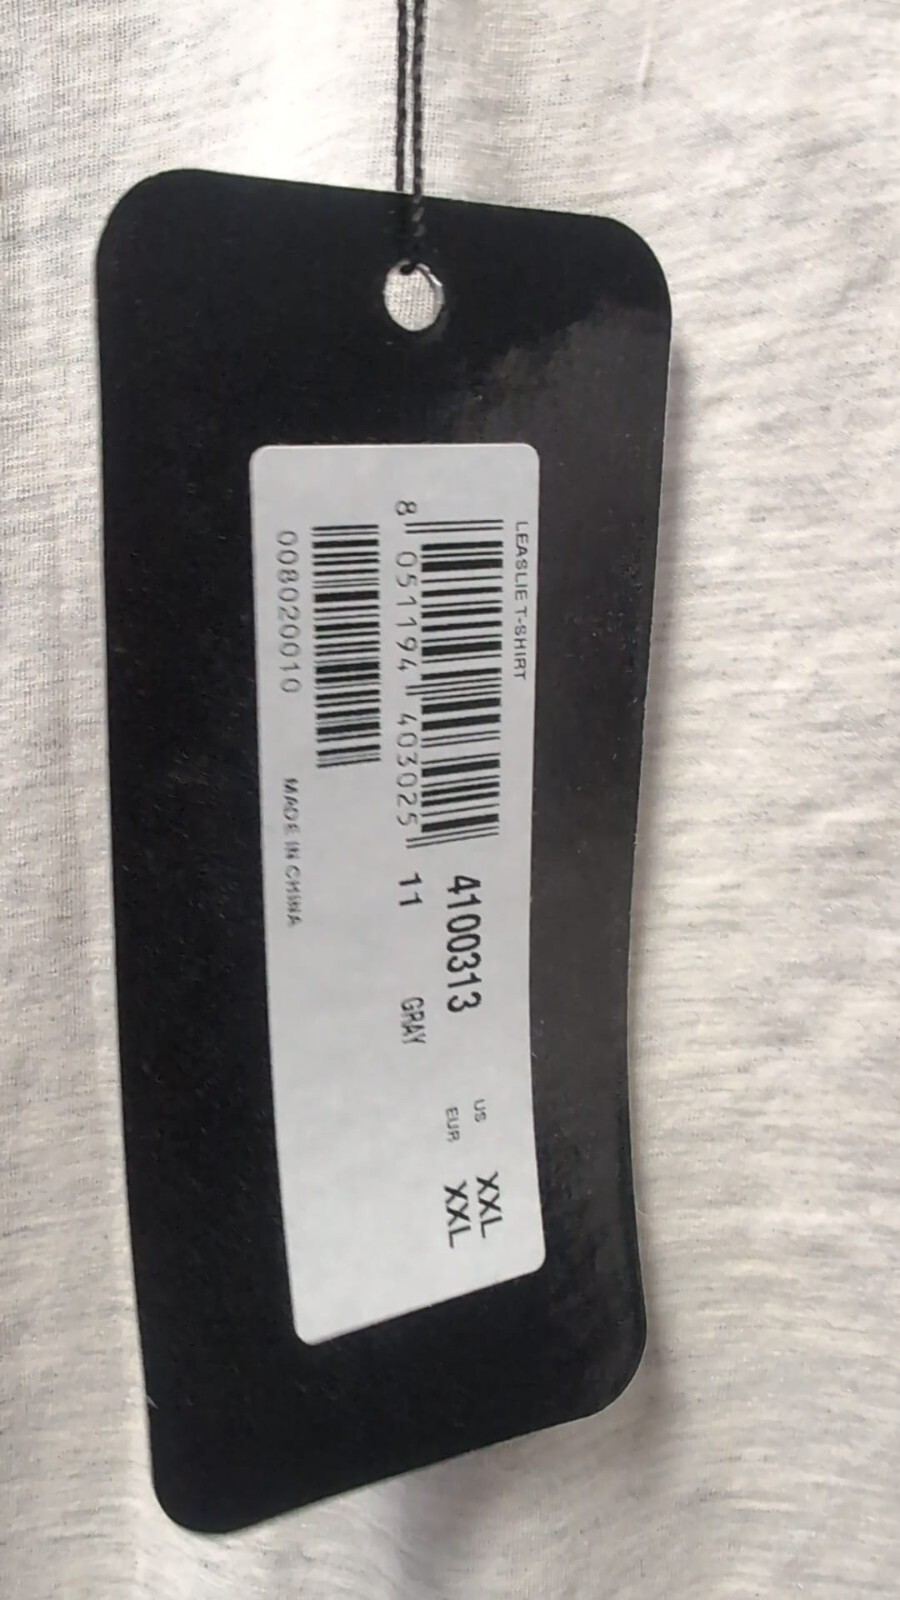 LEASLIE T-SHIRT
8 051194 403025
4100313
11 GRAY
US XXL
EUR XXL
008020010
MADE IN CHINA